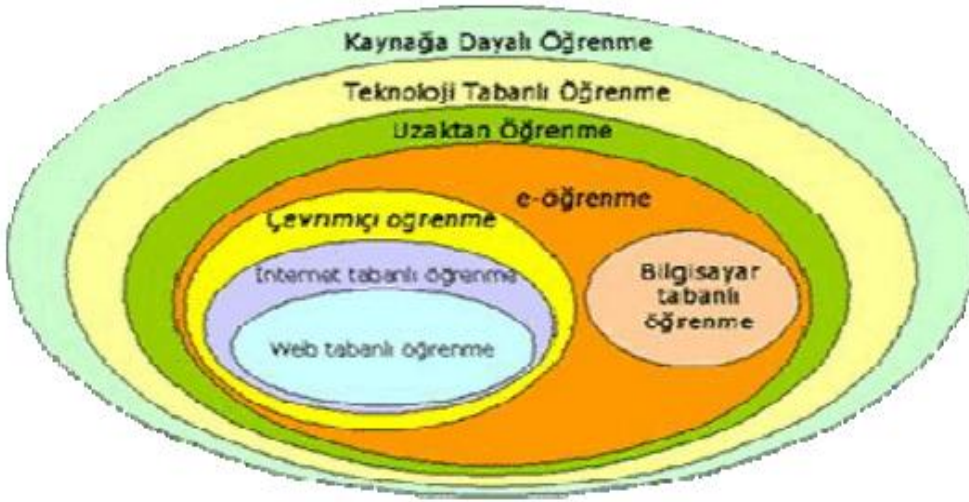 Kaynağa Dayalı Öğrenme
Teknoloji Tabanlı Öğrenme
Uzaktan Öğrenme
e-öğrenme
Çevrimiçi öğrenme
İnternet tabanlı öğrenme
Web tabanlı öğrenme
Bilgisayar
tabanlı
öğrenme